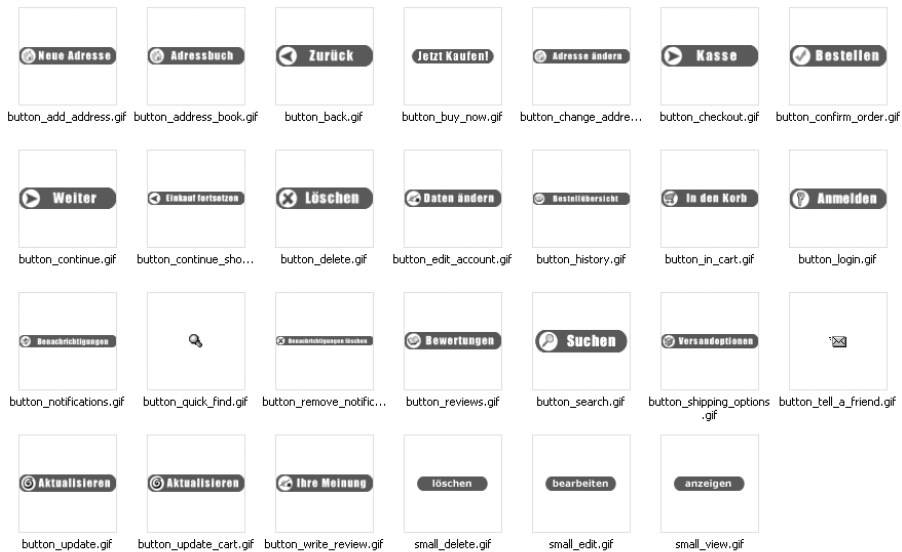 Neue Adresse
Adressbuch
Zurück
Jetzt Kaufen!
Adresse ändern
Kasse
Bestellen
button_add_address.gif
button_address_book.gif
button_back.gif
button_buy_now.gif
button_change_addre...
button_checkout.gif
button_confirm_order.gif
Weiter
Einkauf fortsetzen
Löschen
Daten ändern
Bestellübersicht
In den Korb
Anmelden
button_continue.gif
button_continue_sho...
button_delete.gif
button_edit_account.gif
button_history.gif
button_in_cart.gif
button_login.gif
Benachrichtigungen
Benachrichtigungen löschen
Bewertungen
Suchen
Versandoptionen
button_notifications.gif
button_quick_find.gif
button_remove_notific...
button_reviews.gif
button_search.gif
button_shipping_options
.gif
button_tell_a_friend.gif
Aktualisieren
Aktualisieren
Ihre Meinung
löschen
bearbeiten
anzeigen
button_update.gif
button_update_cart.gif
button_write_review.gif
small_delete.gif
small_edit.gif
small_view.gif